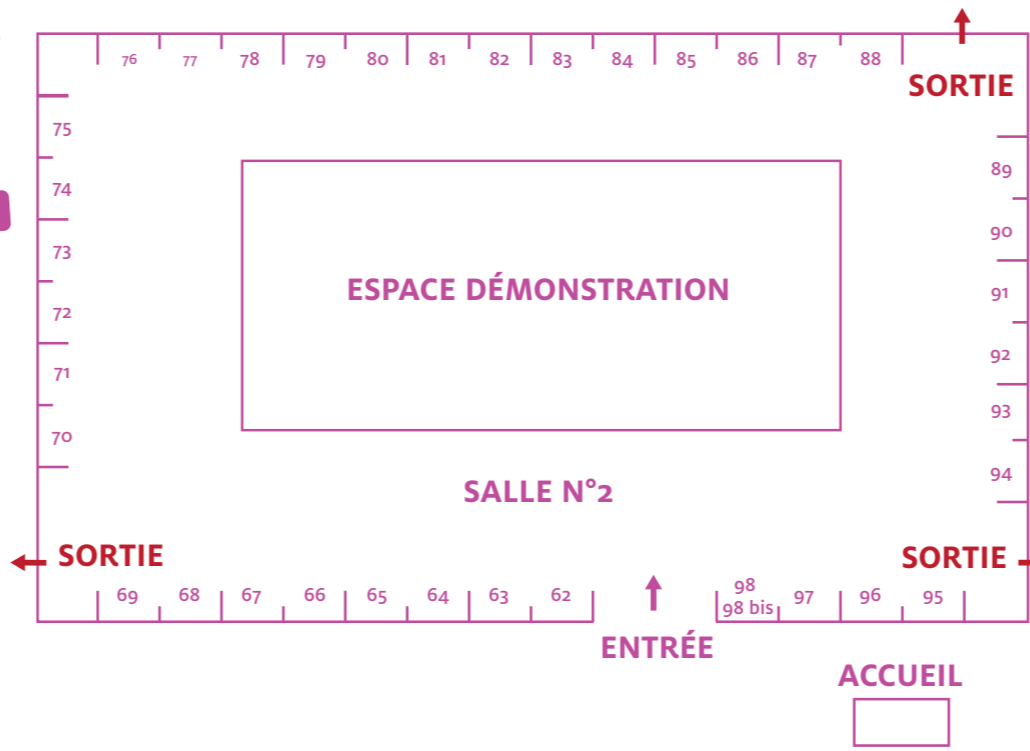 76 77 78 79 80 81 82 83 84 85 86 87 88
SORTIE
75
89
74
90
73
ESPACE DÉMONSTRATION
91
72
92
71
93
70
94
SALLE N°2
SORTIE
SORTIE
69 68 67 66 65 64 63 62
98
98 bis
97 96 95
ENTRÉE
ACCUEIL